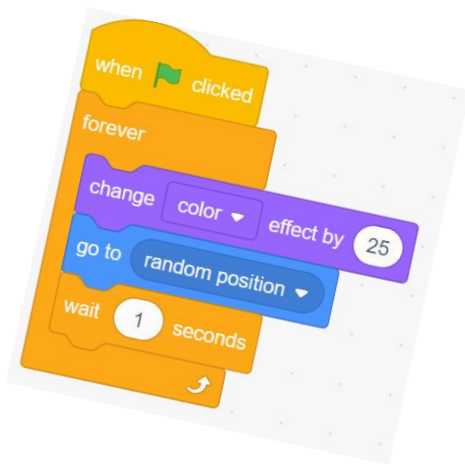 when clicked
forever
change color effect by 25
go to random position
wait 1 seconds